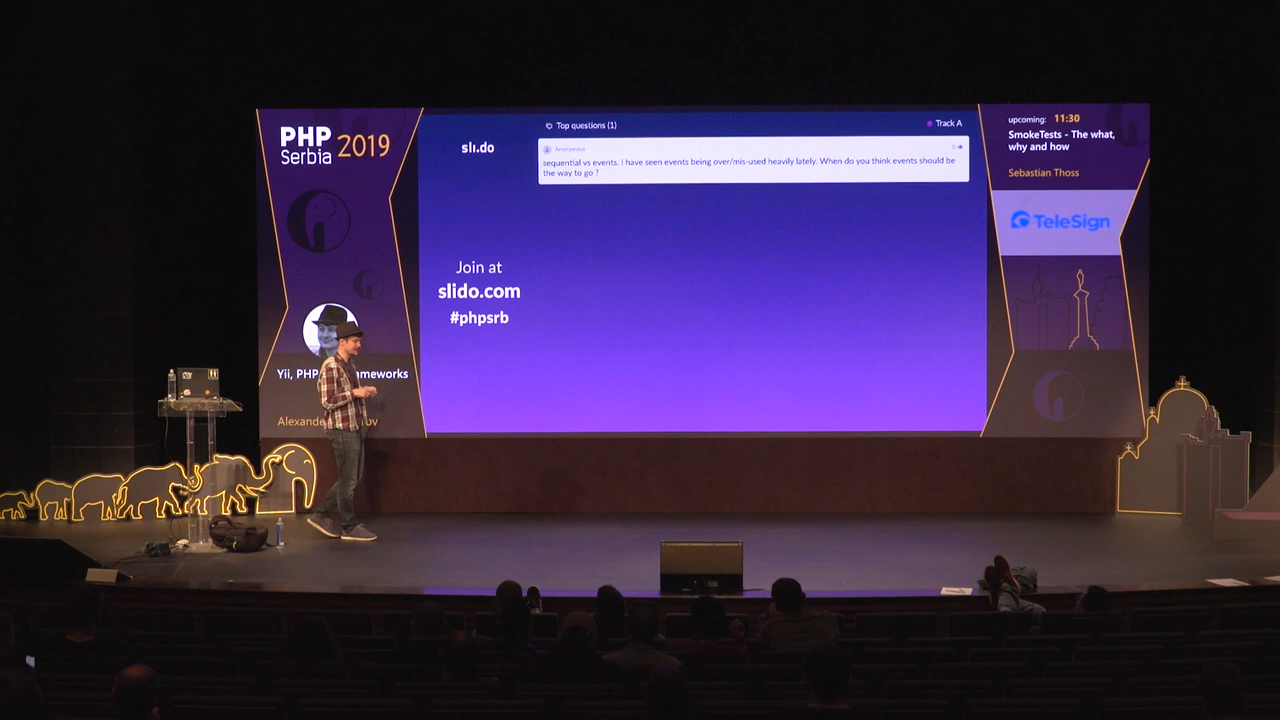 PHP
Serbia 2019
Yii, PHP
Alexande
sli.do
Join at
slido.com
#phpsrb
Top questions (1)
Track A
Anonymous
0
sequential vs events. I have seen events being over/mis-used heavily lately. When do you think events should be
the way to go ?
upcoming: 11:30
SmokeTests - The what,
why and how
Sebastian Thoss
TeleSign